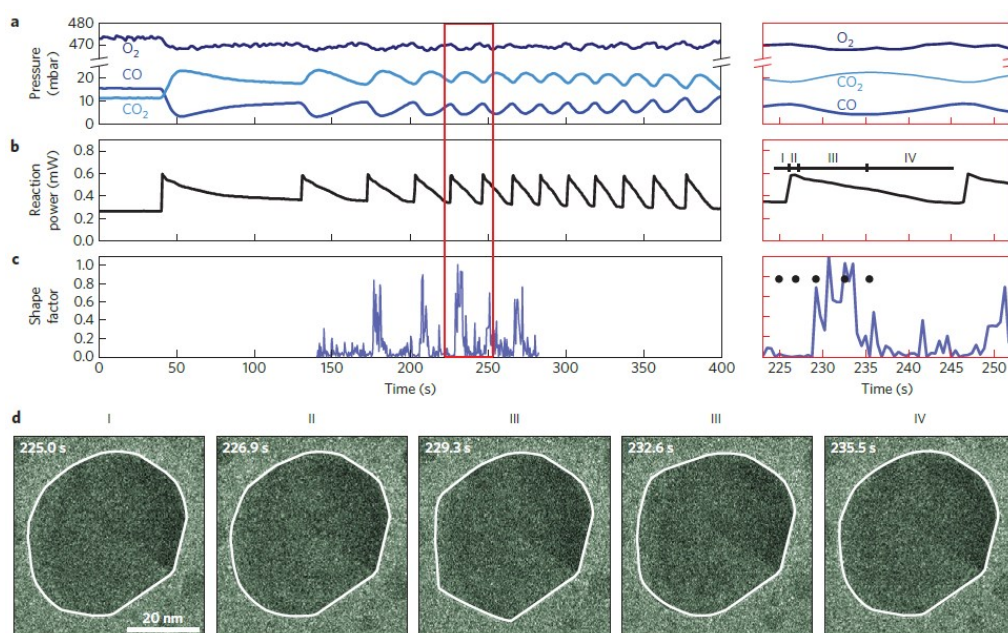 a
480
470
20
10
0
Pressure
(mbar)
O2
CO
CO2
O2
CO2
CO
b
0.8
0.6
0.4
0.2
0.0
Reaction
power (mW)
I II III IV
c
1.0
0.8
0.6
0.4
0.2
0.0
Shape
factor
0 50 100 150 200 250 300 350 400
Time (s)
225 230 235 240 245 250
Time (s)
d
I II III III IV
225.0 s 226.9 s 229.3 s 232.6 s 235.5 s
20 nm